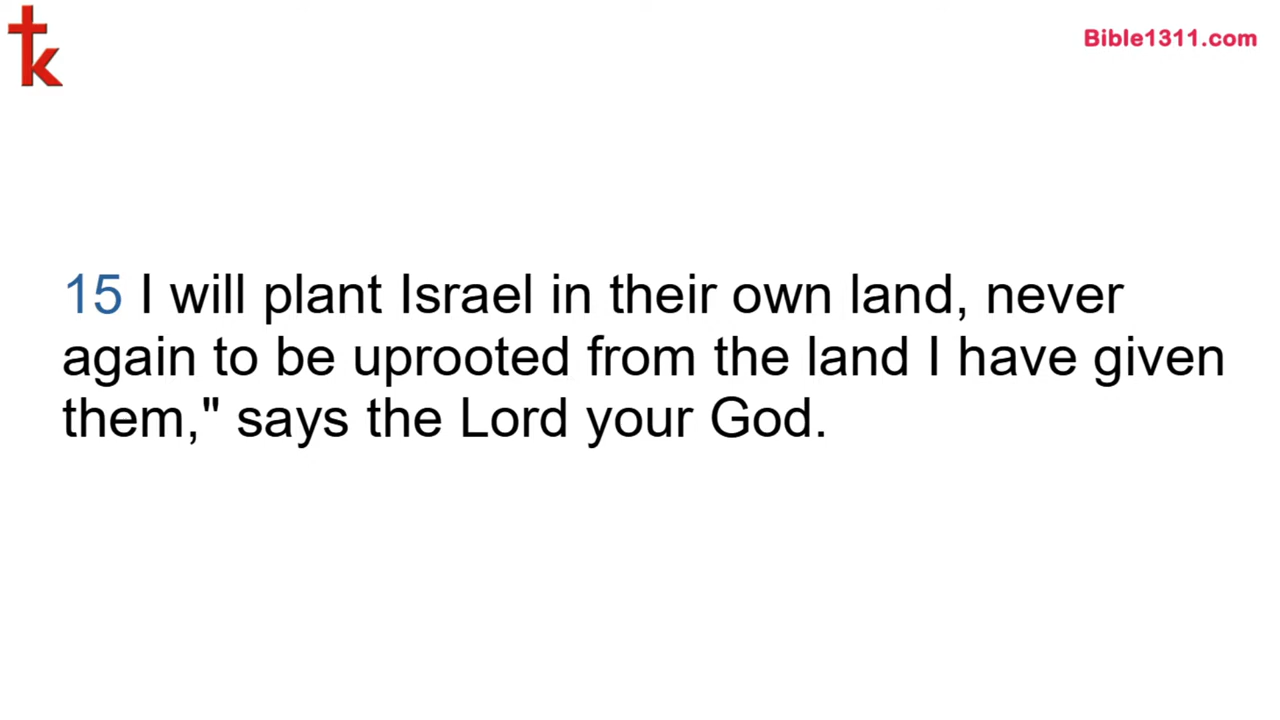 tk
Bible1311.com
15 I will plant Israel in their own land, never
again to be uprooted from the land I have given
them," says the Lord your God.